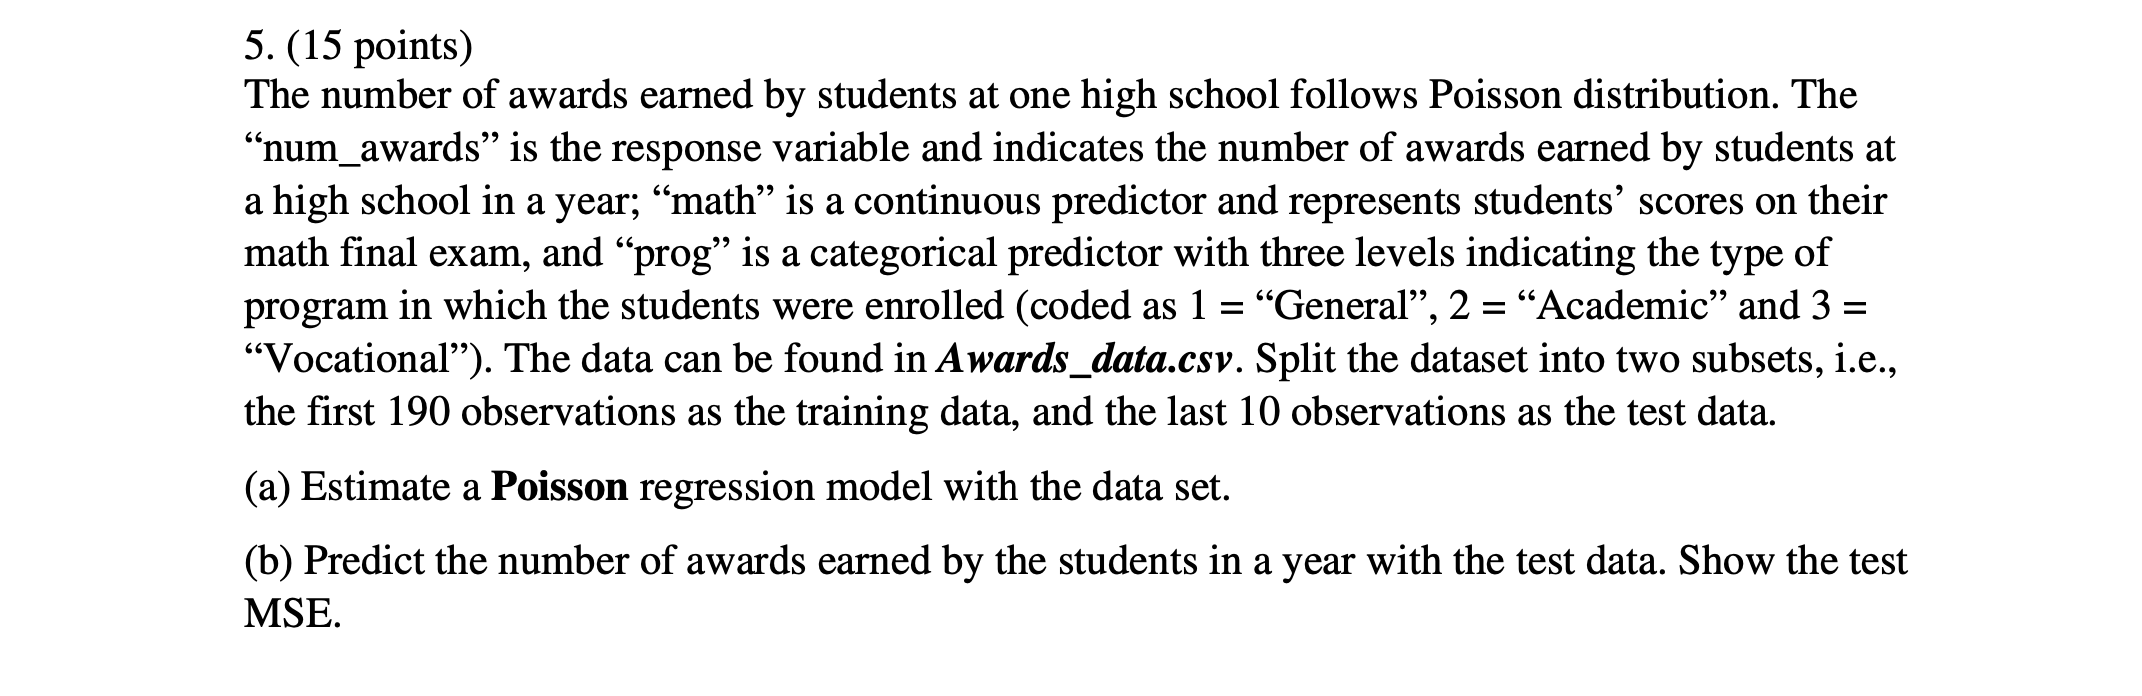 5. (15 points)
The number of awards earned by students at one high school follows Poisson distribution. The
“num_awards” is the response variable and indicates the number of awards earned by students at
a high school in a year; “math” is a continuous predictor and represents students’ scores on their
math final exam, and “prog” is a categorical predictor with three levels indicating the type of
program in which the students were enrolled (coded as 1 = “General”, 2 = “Academic” and 3 =
“Vocational”). The data can be found in Awards_data.csv. Split the dataset into two subsets, i.e.,
the first 190 observations as the training data, and the last 10 observations as the test data.
(a) Estimate a Poisson regression model with the data set.
(b) Predict the number of awards earned by the students in a year with the test data. Show the test
MSE.